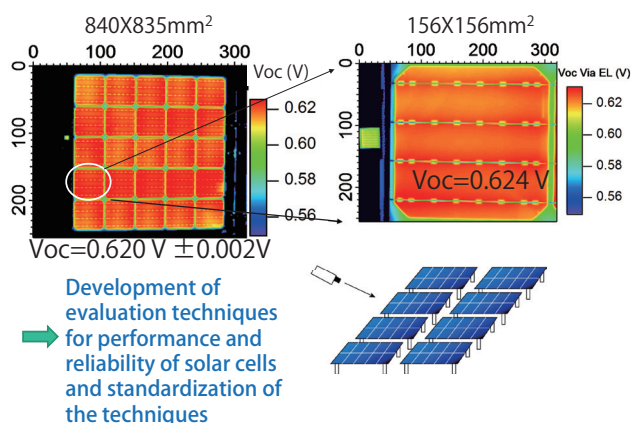 840X835mm²
156X156mm²
0 100 200 300
0 100 200 300
Voc (V)
Voc Via EL (V)
0
100
200
0
100
200
0.62
0.60
0.58
0.56
0.62
0.60
0.58
0.56
Voc=0.624 V
Voc=0.620 V ±0.002V
Development of
evaluation techniques
for performance and
reliability of solar cells
and standardization of
the techniques